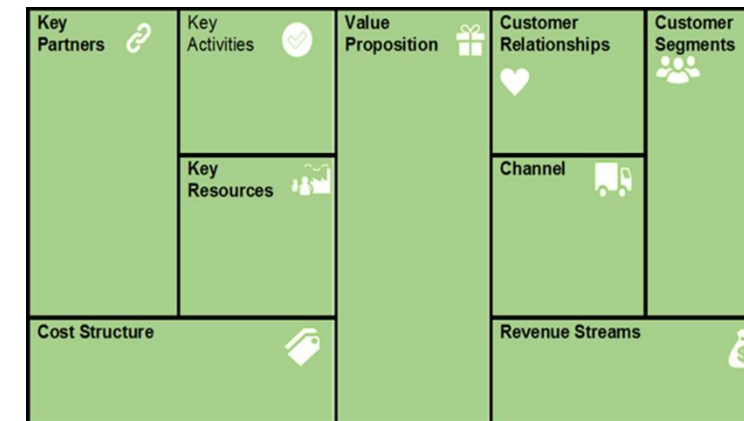 Key
Partners
Key
Activities
Value
Proposition
Customer
Relationships
Customer
Segments
Key
Resources
Channel
Cost Structure
Revenue Streams
$